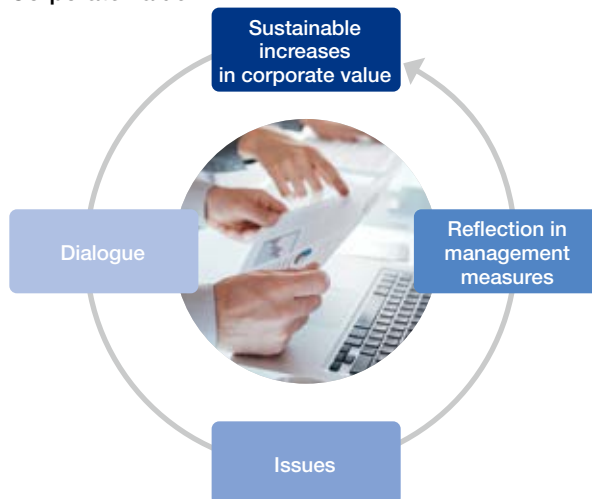 Sustainable
increases
in corporate value
Dialogue
Reflection in
management
measures
Issues